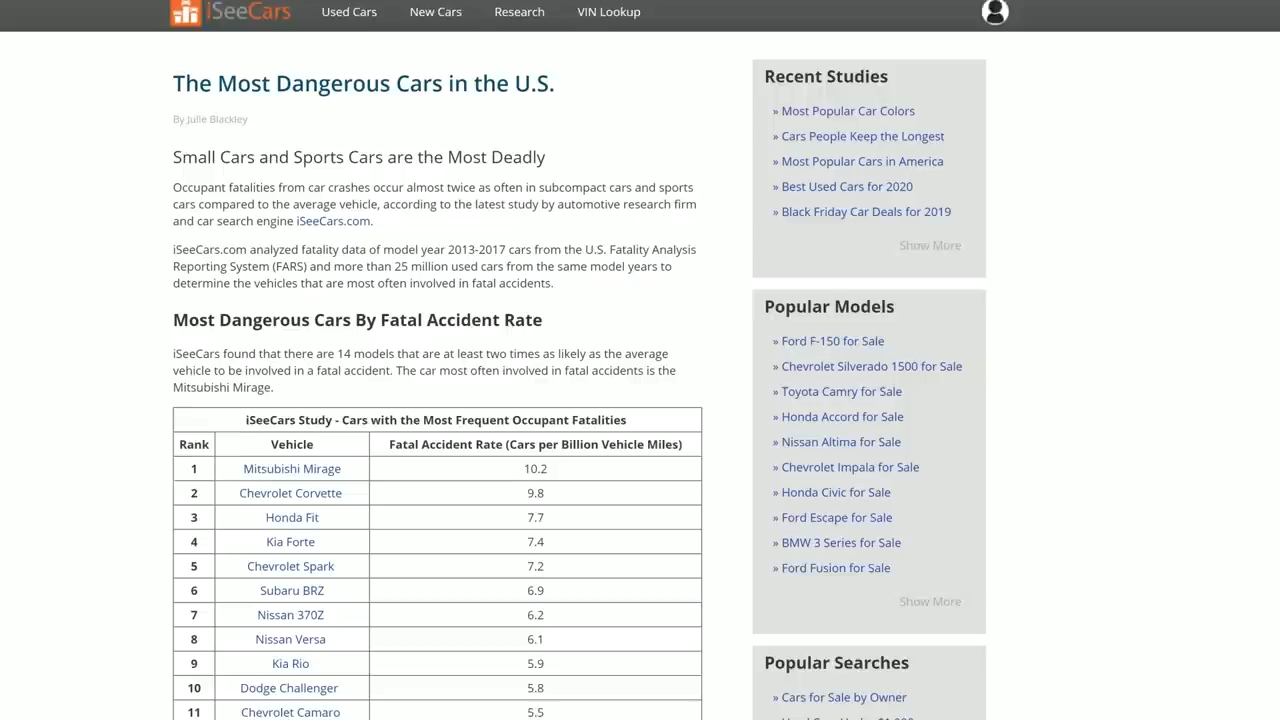 iSeeCars
Used Cars
New Cars
Research
VIN Lookup
The Most Dangerous Cars in the U.S.
By Julie Blackley
Small Cars and Sports Cars are the Most Deadly
Occupant fatalities from car crashes occur almost twice as often in subcompact cars and sports
cars compared to the average vehicle, according to the latest study by automotive research firm
and car search engine iSeeCars.com.
iSeeCars.com analyzed fatality data of model year 2013-2017 cars from the U.S. Fatality Analysis
Reporting System (FARS) and more than 25 million used cars from the same model years to
determine the vehicles that are most often involved in fatal accidents.
Most Dangerous Cars By Fatal Accident Rate
iSeeCars found that there are 14 models that are at least two times as likely as the average
vehicle to be involved in a fatal accident. The car most often involved in fatal accidents is the
Mitsubishi Mirage.
iSeeCars Study - Cars with the Most Frequent Occupant Fatalities
Rank Vehicle Fatal Accident Rate (Cars per Billion Vehicle Miles)
1 Mitsubishi Mirage 10.2
2 Chevrolet Corvette 9.8
3 Honda Fit 7.7
4 Kia Forte 7.4
5 Chevrolet Spark 7.2
6 Subaru BRZ 6.9
7 Nissan 370Z 6.2
8 Nissan Versa 6.1
9 Kia Rio 5.9
10 Dodge Challenger 5.8
11 Chevrolet Camaro 5.5
Recent Studies
» Most Popular Car Colors
» Cars People Keep the Longest
» Most Popular Cars in America
» Best Used Cars for 2020
» Black Friday Car Deals for 2019
Show More
Popular Models
» Ford F-150 for Sale
» Chevrolet Silverado 1500 for Sale
» Toyota Camry for Sale
» Honda Accord for Sale
» Nissan Altima for Sale
» Chevrolet Impala for Sale
» Honda Civic for Sale
» Ford Escape for Sale
» BMW 3 Series for Sale
» Ford Fusion for Sale
Show More
Popular Searches
» Cars for Sale by Owner